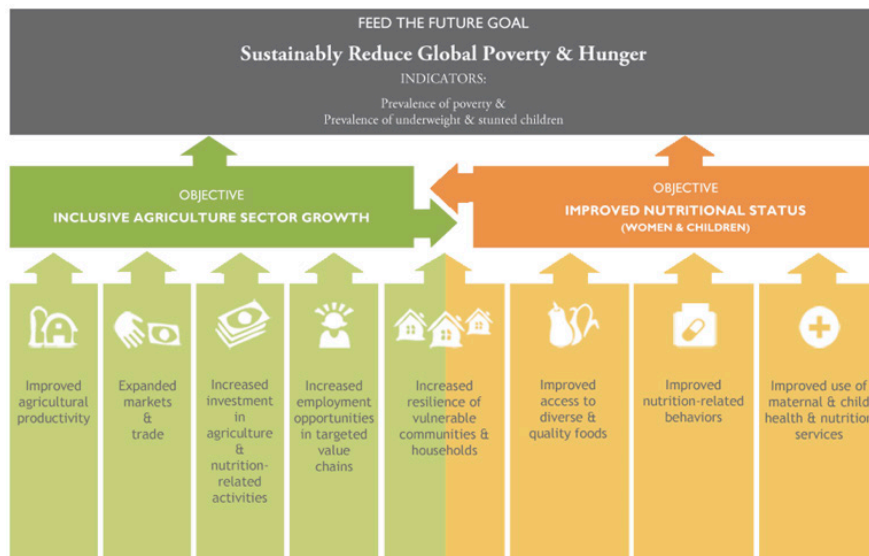 FEED THE FUTURE GOAL
Sustainably Reduce Global Poverty & Hunger
INDICATORS:
Prevalence of poverty &
Prevalence of underweight & stunted children
OBJECTIVE
INCLUSIVE AGRICULTURE SECTOR GROWTH
OBJECTIVE
IMPROVED NUTRITIONAL STATUS
(WOMEN & CHILDREN)
Improved
agricultural
productivity
Expanded
markets
&
trade
Increased
investment
in
agriculture
&
nutrition-
related
activities
Increased
employment
opportunities
in targeted
value
chains
Increased
resilience of
vulnerable
communities &
households
Improved
access to
diverse &
quality foods
Improved
nutrition-related
behaviors
Improved use of
maternal & child
health & nutrition
services